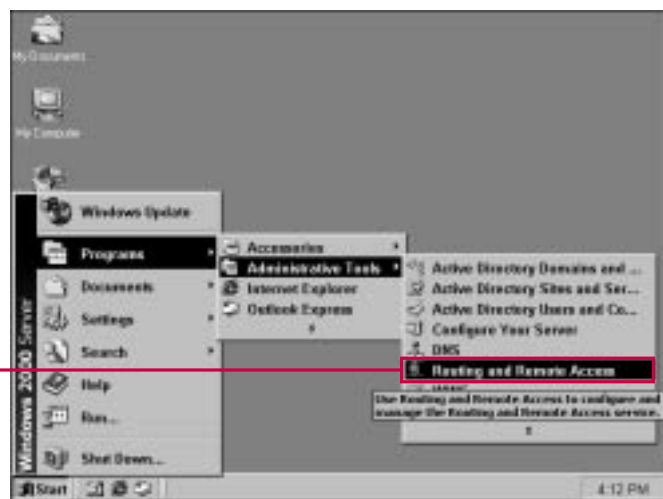 My Documents
My Computer
Windows Update
Programs
Documents
Settings
Search
Help
Run...
Shut Down...
Windows 2000 Server
Accessories
Administrative Tools
Internet Explorer
Outlook Express
Active Directory Domains and ...
Active Directory Sites and Ser...
Active Directory Users and Co...
Configure Your Server
DNS
Routing and Remote Access
Use Routing and Remote Access to configure and
manage the Routing and Remote Access service.
Start
4:12 PM